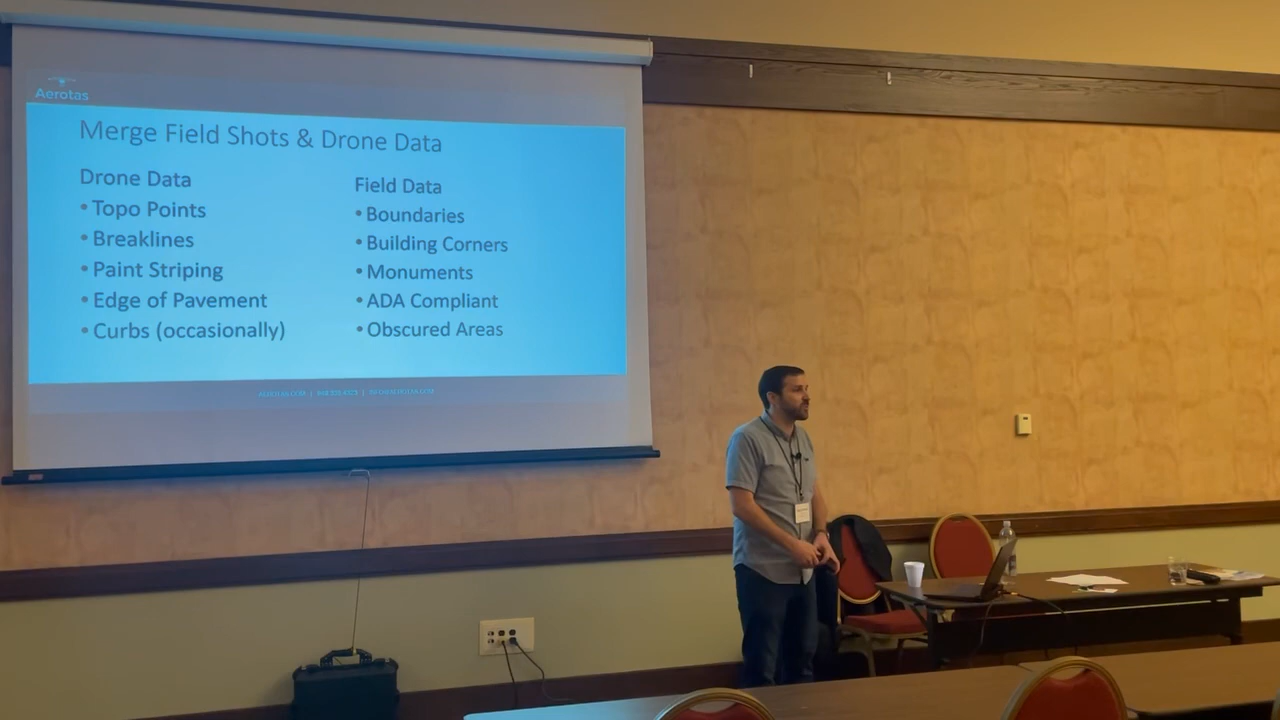 Aerotas
Merge Field Shots & Drone Data
Drone Data
• Topo Points
• Breaklines
• Paint Striping
• Edge of Pavement
• Curbs (occasionally)
Field Data
• Boundaries
• Building Corners
• Monuments
• ADA Compliant
• Obscured Areas